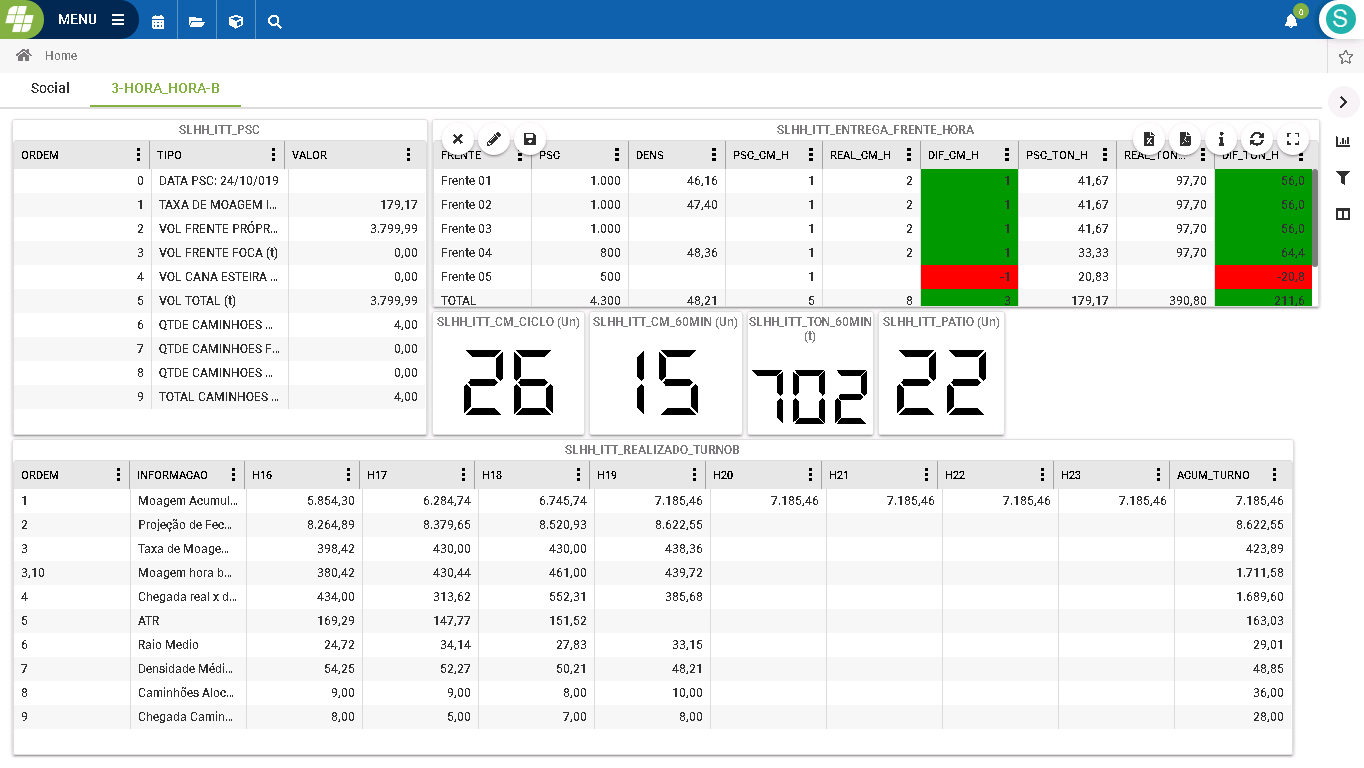 MENU
0
S
Home
Social 3-HORA_HORA-B
SLHH_ITT_PSC
ORDEM TIPO VALOR
0 DATA PSC: 24/10/019
1 TAXA DE MOAGEM I... 179,17
2 VOL FRENTE PRÓPR... 3.799,99
3 VOL FRENTE FOCA (t) 0,00
4 VOL CANA ESTEIRA ... 0,00
5 VOL TOTAL (t) 3.799,99
6 QTDE CAMINHOES ... 4,00
7 QTDE CAMINHOES F... 0,00
8 QTDE CAMINHOES ... 0,00
9 TOTAL CAMINHOES ... 4,00
SLHH_ITT_ENTREGA_FRENTE_HORA
FRENTE PSC DENS PSC_CM_H REAL_CM_H DIF_CM_H PSC_TON_H REAL_TON... DIF_TON_H
Frente 01 1.000 46,16 1 2 1 41,67 97,70 56,0
Frente 02 1.000 47,40 1 2 1 41,67 97,70 56,0
Frente 03 1.000 1 2 1 41,67 97,70 56,0
Frente 04 800 48,36 1 2 1 33,33 97,70 64,4
Frente 05 500 1 -1 20,83 -20,8
TOTAL 4.300 48,21 5 8 3 179,17 390,80 211,6
SLHH_ITT_CM_CICLO (Un)
26
SLHH_ITT_CM_60MIN (Un)
15
SLHH_ITT_TON_60MIN
(t)
702
SLHH_ITT_PATIO (Un)
22
SLHH_ITT_REALIZADO_TURNOB
ORDEM INFORMACAO H16 H17 H18 H19 H20 H21 H22 H23 AGUM_TURNO
1 Moagem Acumul... 5.854,30 6.284,74 6.745,74 7.185,46 7.185,46 7.185,46 7.185,46 7.185,46 7.185,46
2 Projeção de Fec... 8.264,89 8.379,65 8.520,93 8.622,55 8.622,55
3 Taxa de Moage... 398,42 430,00 430,00 438,36 423,89
3,10 Moagem hora b... 380,42 430,44 461,00 439,72 1.711,58
4 Chegada real x d... 434,00 313,62 552,31 385,68 1.689,60
5 ATR 169,29 147,77 151,52 163,03
6 Raio Medio 24,72 34,14 27,83 33,15 29,01
7 Densidade Médi... 54,25 52,27 50,21 48,21 48,85
8 Caminhões Aloc... 9,00 9,00 8,00 10,00 36,00
9 Chegada Camin... 8,00 5,00 7,00 8,00 28,00